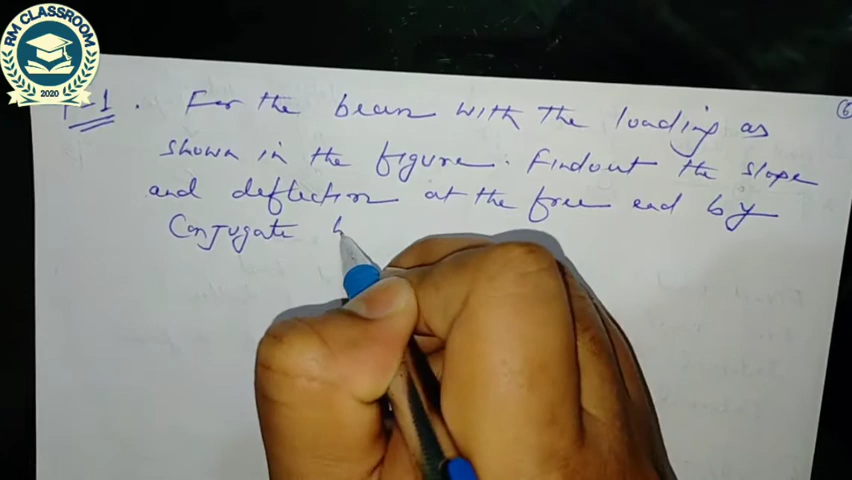 RM CLASSROOM
2020
P-1. For the beam with the loading as
shown in the figure. Findout the slope
and deflection at the free end by
Conjugate b
6